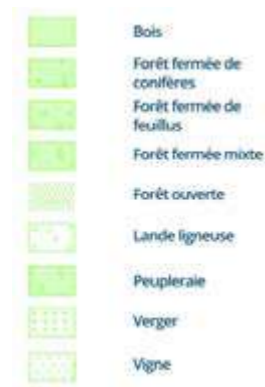 Bois
Forêt fermée de
conifères
Forêt fermée de
feuillus
Forêt fermée mixte
Forêt ouverte
Lande ligneuse
Peupleraie
Verger
Vigne